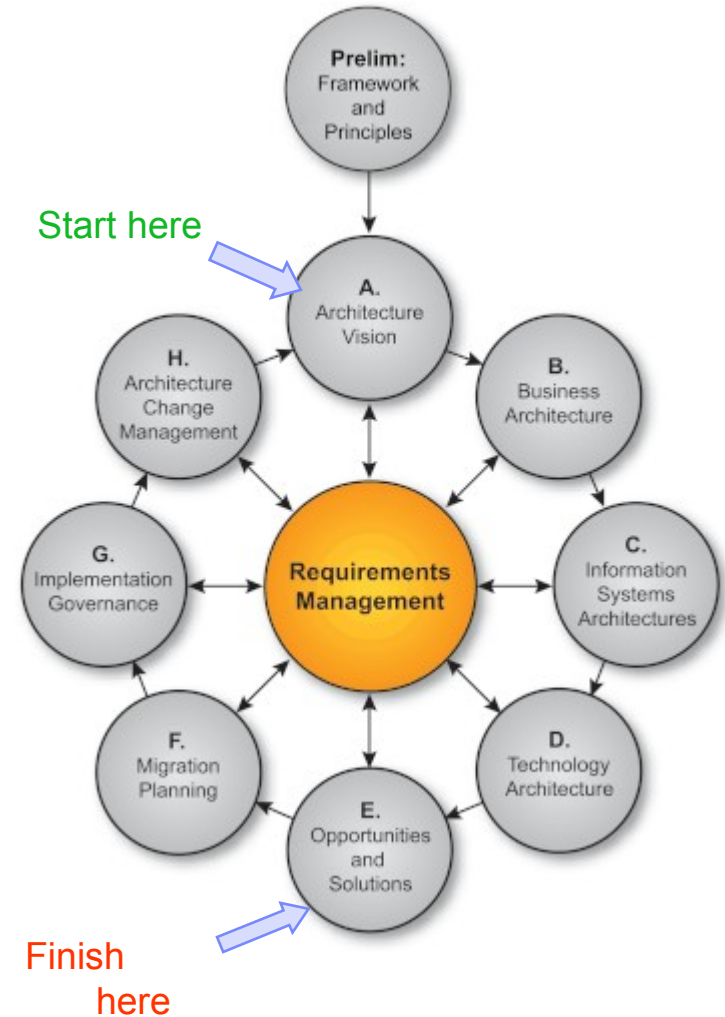 Prelim:
Framework
and
Principles
Start here
A.
Architecture
Vision
H.
Architecture
Change
Management
B.
Business
Architecture
G.
Implementation
Governance
Requirements
Management
C.
Information
Systems
Architectures
F.
Migration
Planning
D.
Technology
Architecture
E.
Opportunities
and
Solutions
Finish
here